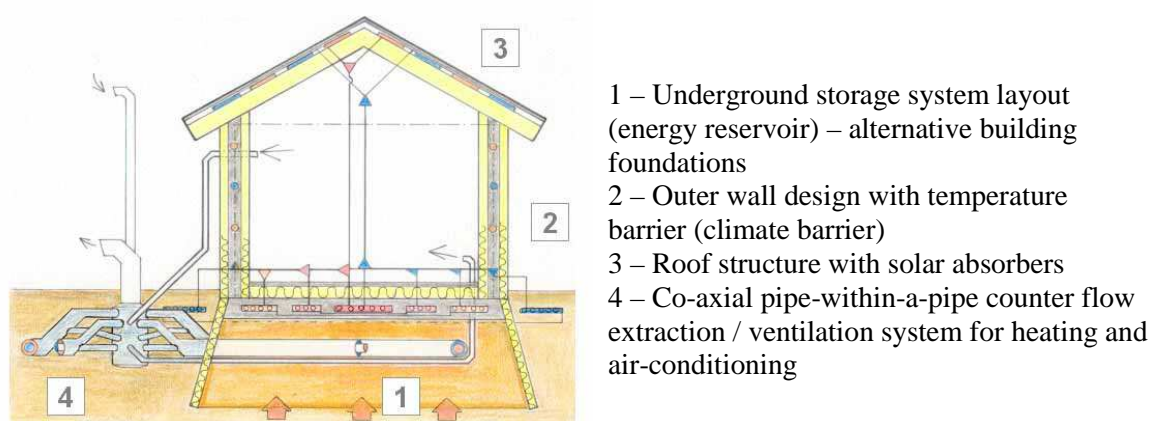 3
2
4
1
1 – Underground storage system layout
(energy reservoir) – alternative building
foundations
2 – Outer wall design with temperature
barrier (climate barrier)
3 – Roof structure with solar absorbers
4 – Co-axial pipe-within-a-pipe counter flow
extraction / ventilation system for heating and
air-conditioning